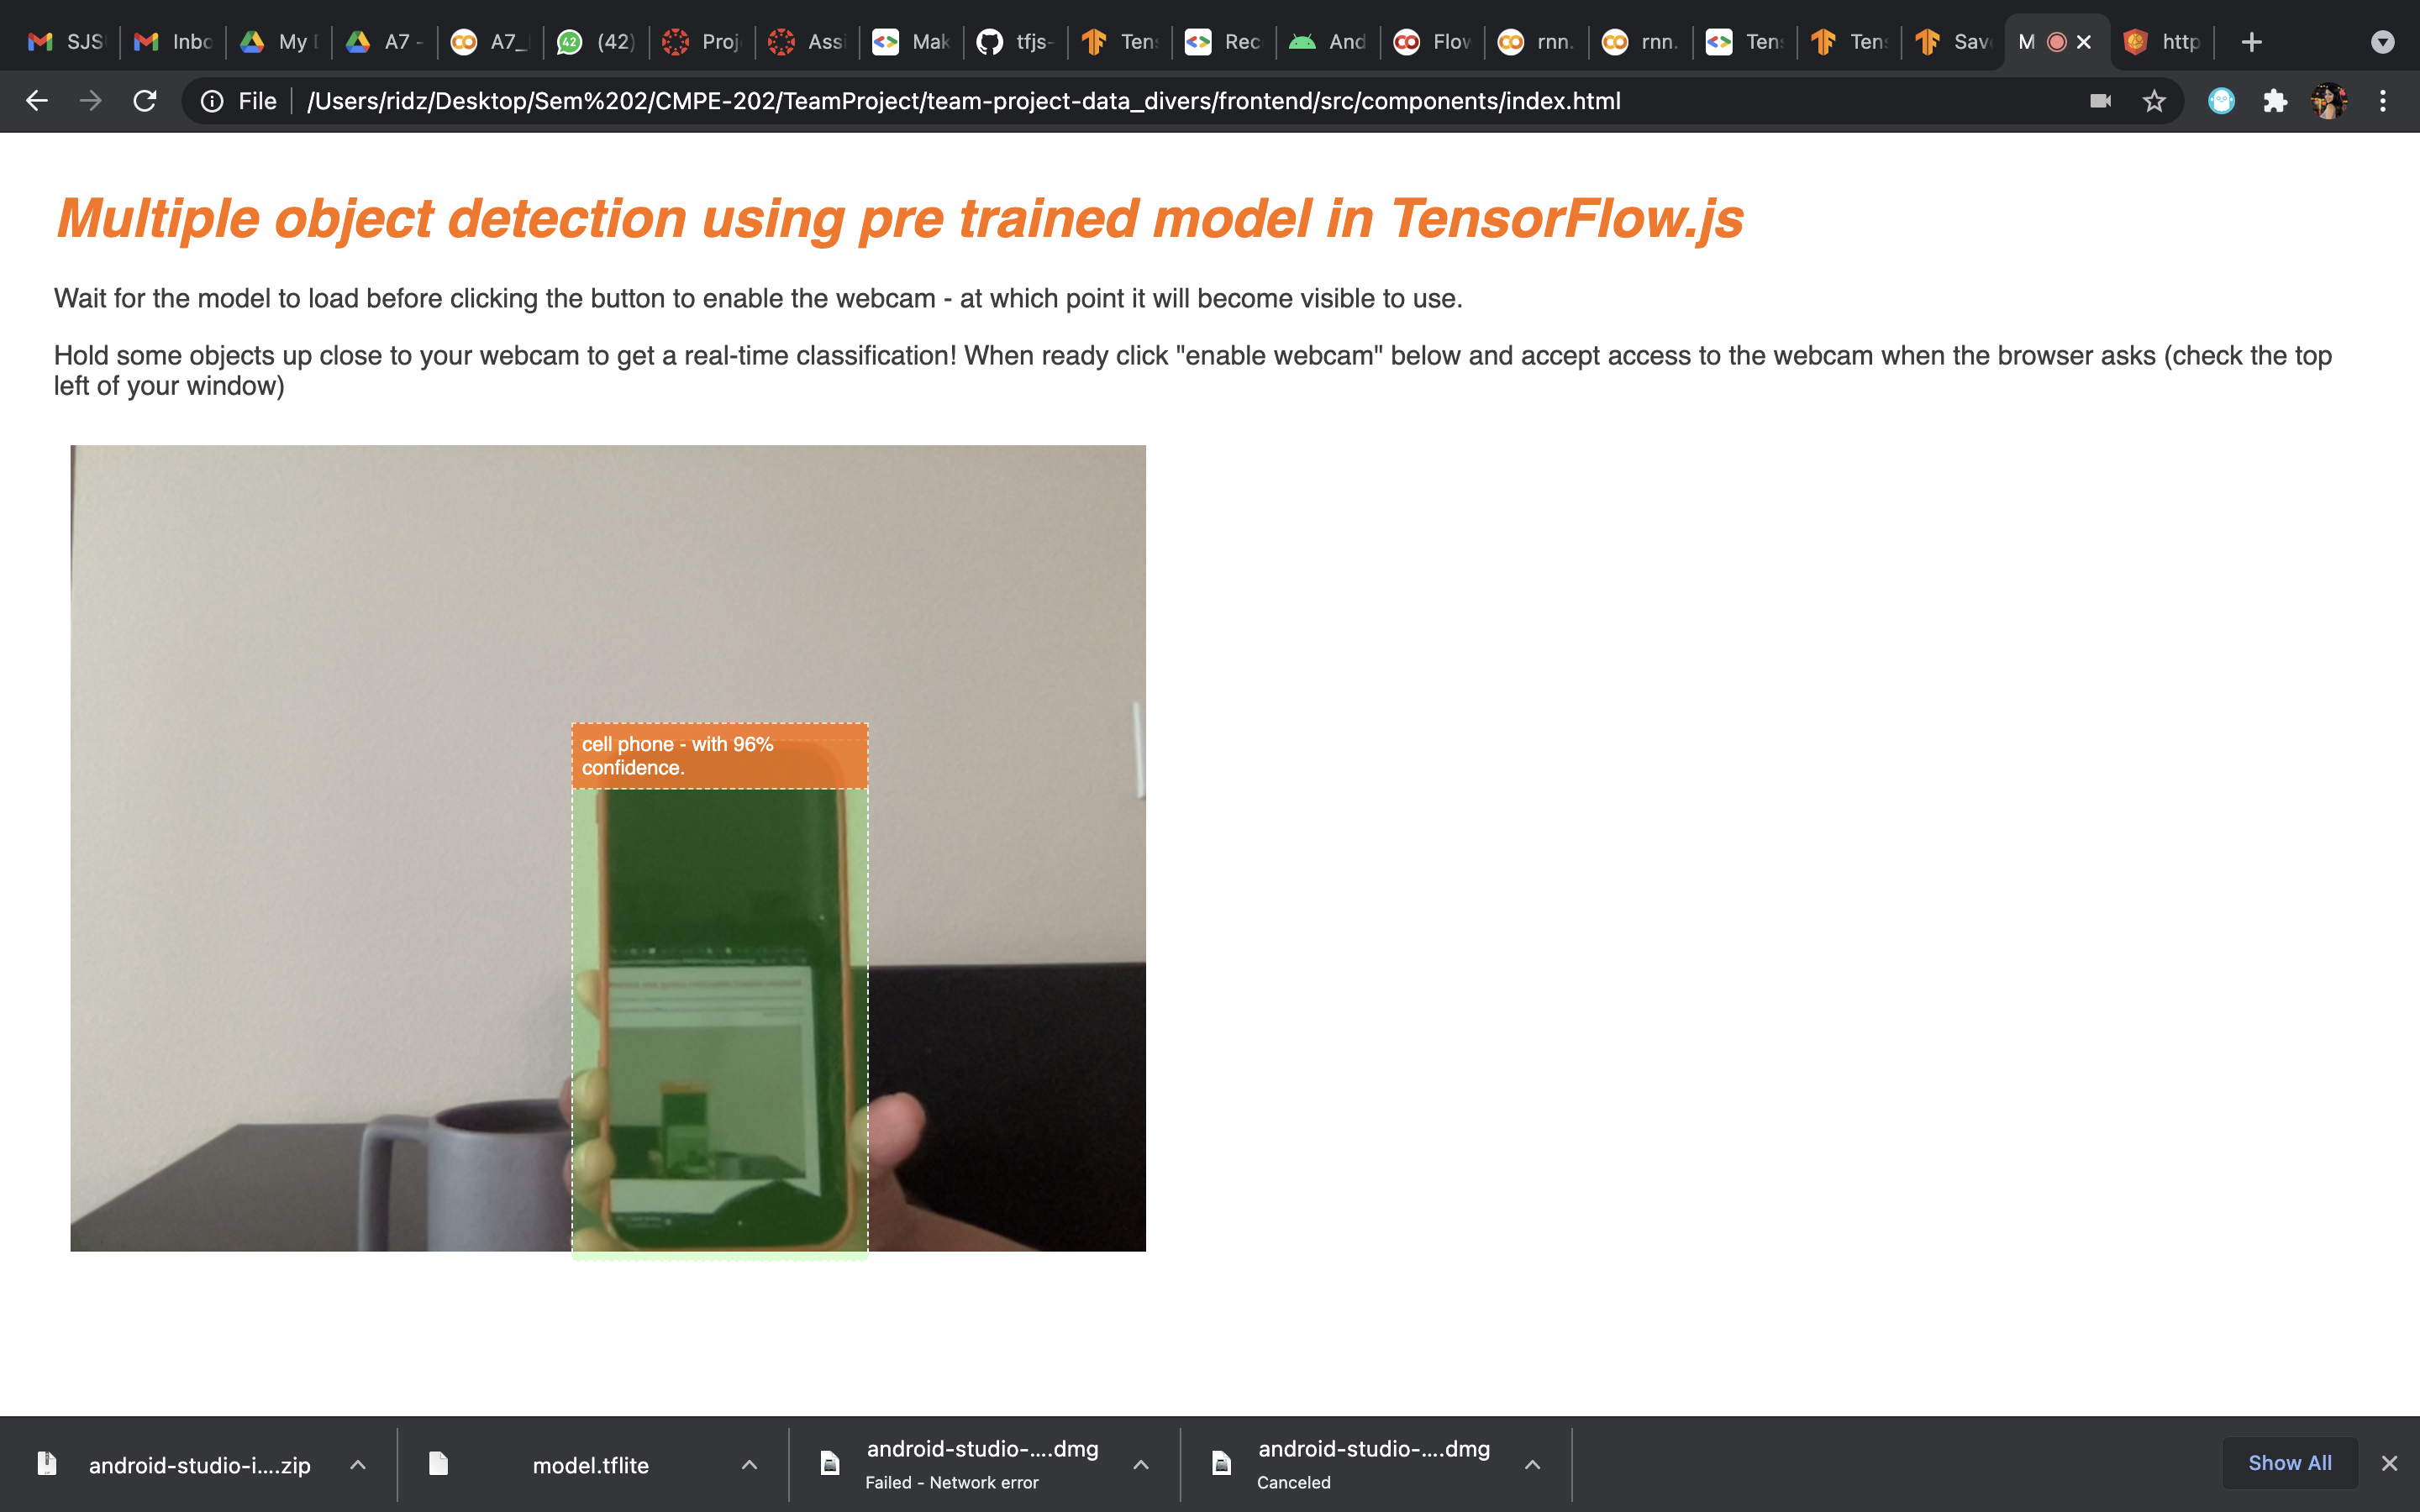 SJS Inbo My A7 - A7_ (42) Proj Assi Mak tfjs- Ten Rec And Flow rnn. rnn. Ten Ten Sav M http
File /Users/ridz/Desktop/Sem%202/CMPE-202/TeamProject/team-project-data_divers/frontend/src/components/index.html
Multiple object detection using pre trained model in TensorFlow.js
Wait for the model to load before clicking the button to enable the webcam - at which point it will become visible to use.
Hold some objects up close to your webcam to get a real-time classification! When ready click "enable webcam" below and accept access to the webcam when the browser asks (check the top
left of your window)
cell phone - with 96%
confidence.
android-studio-i....zip
model.tflite
android-studio-....dmg
Failed - Network error
android-studio-....dmg
Canceled
Show All